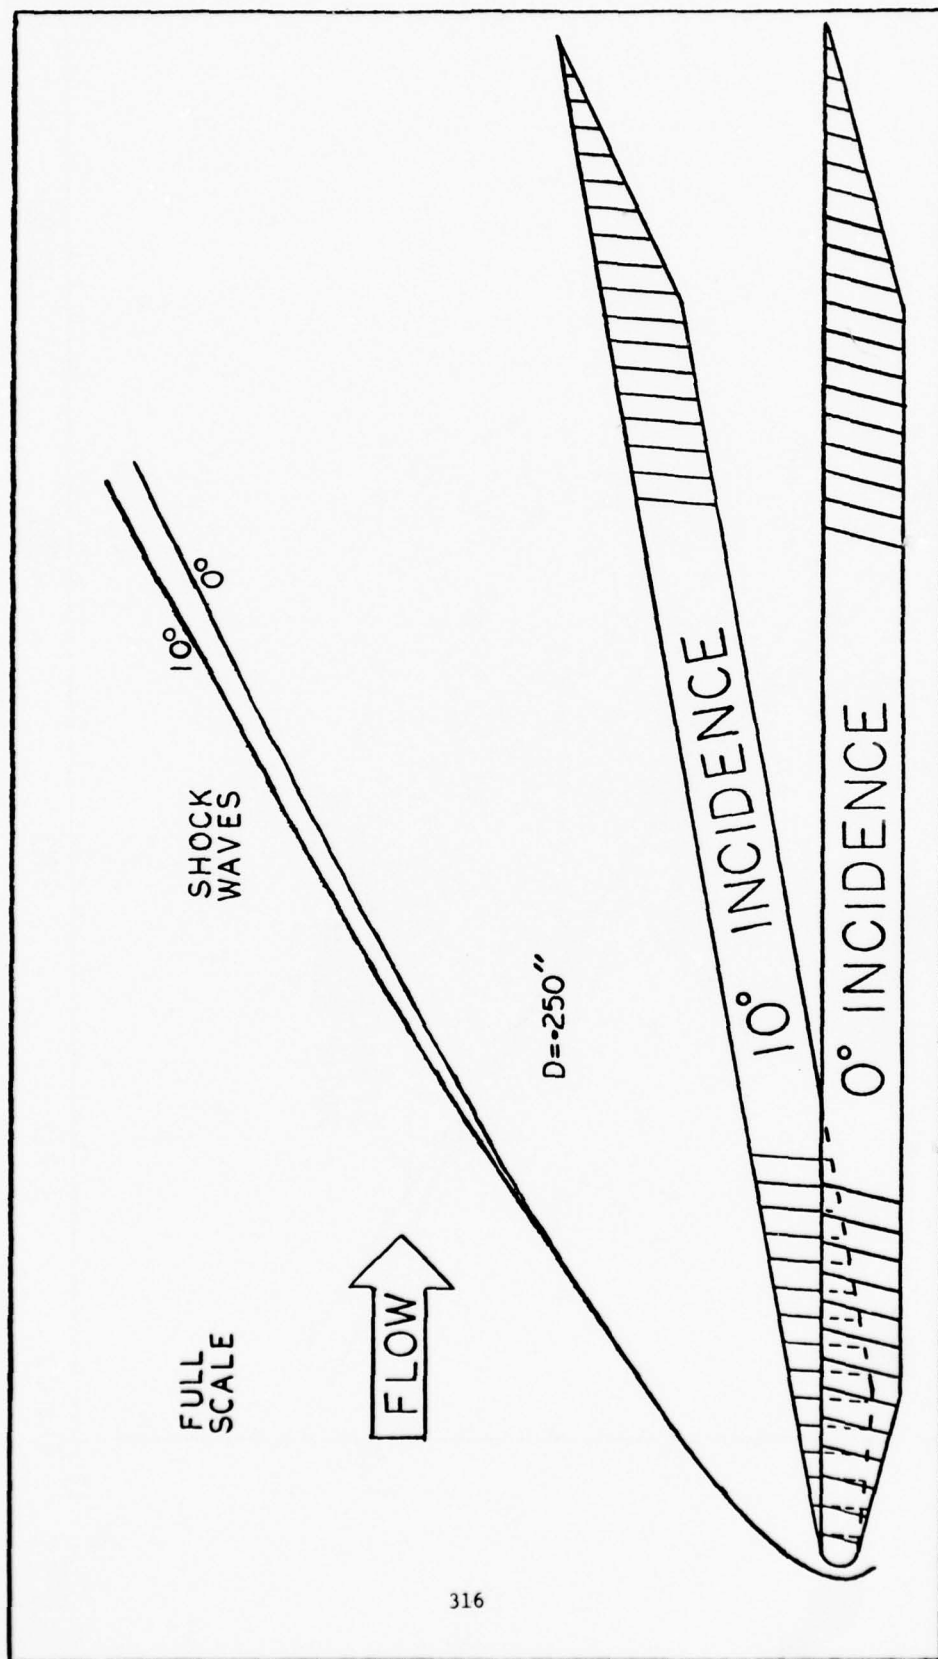 FULL
SCALE
FLOW
SHOCK
WAVES
10°
0°
D=.250"
10° INCIDENCE
0° INCIDENCE
316